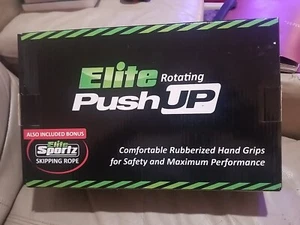 Elite Rotating
Push UP
ALSO INCLUDED BONUS
Elite
Sportz
SKIPPING ROPE
Comfortable Rubberized Hand Grips
for Safety and Maximum Performance